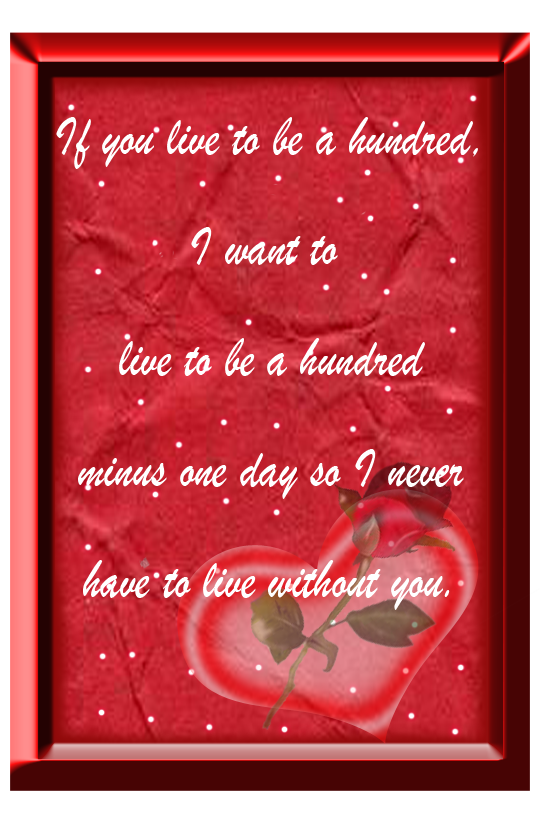 If you live to be a hundred,
I want to
live to be a hundred
minus one day so I never
have to live without you.